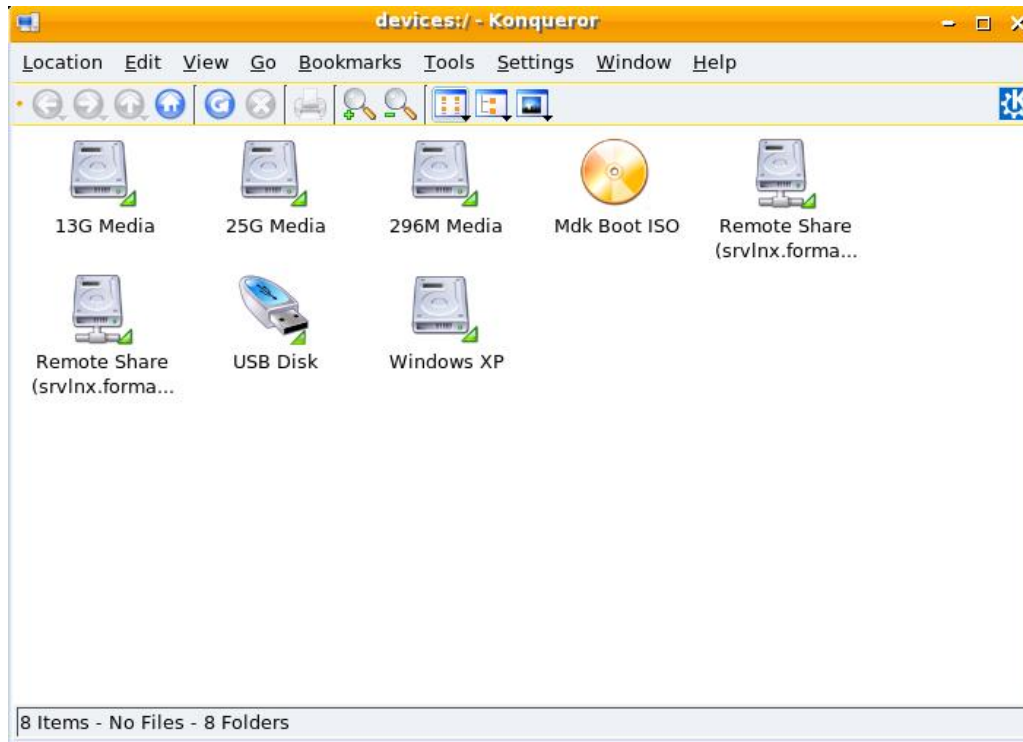 devices:/ - Konqueror
Location Edit View Go Bookmarks Tools Settings Window Help
13G Media 25G Media 296M Media Mdk Boot ISO Remote Share
(srvlnx.forma...
Remote Share USB Disk Windows XP
(srvlnx.forma...
8 Items - No Files - 8 Folders